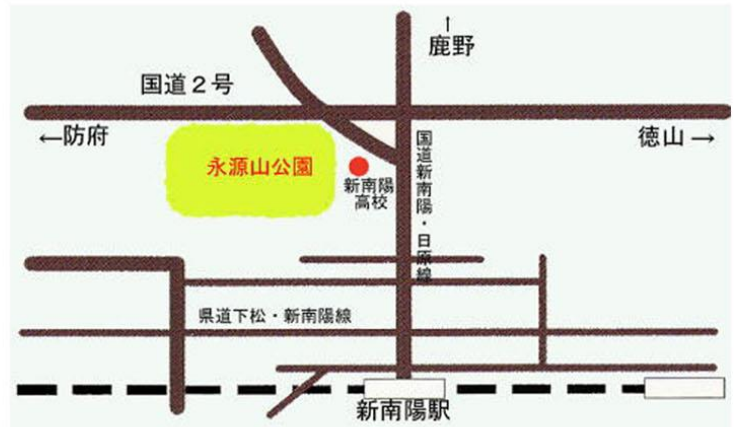 ↑
鹿野
国道２号
←防府
徳山→
永源山公園
新南陽
高校
国道新南陽・日原線
県道下松・新南陽線
新南陽駅